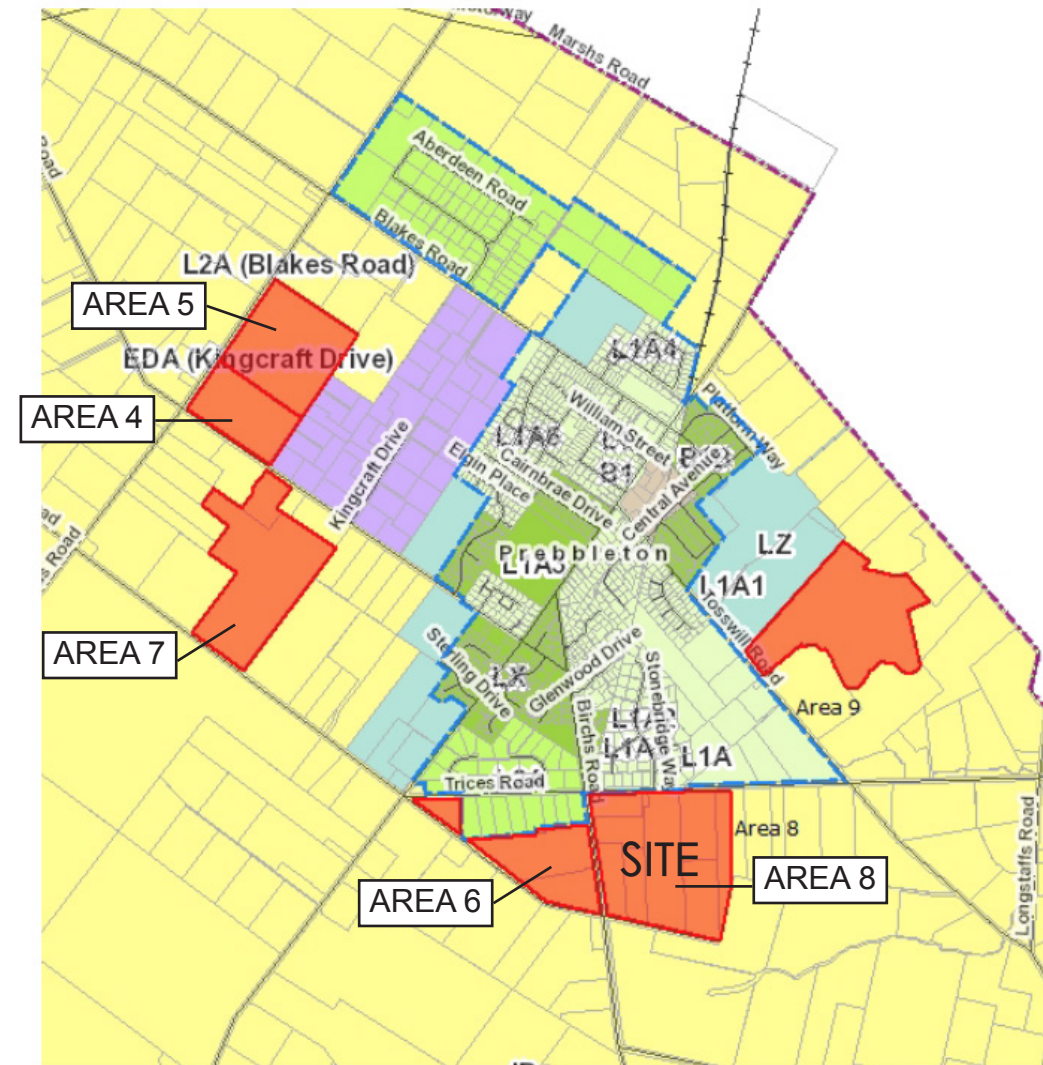 Marshs Road
Road
Aberdeen Road
Blakes Road
L2A (Blakes Road)
AREA 5
EDA (Kingcraft Drive)
L1A4
AREA 4
Platform Way
William Street
L1A6
B1
Central Avenue
Cairnbrae Drive
Elgin Place
Kingcraft Drive
ad
Prebbleton
LZ
L1A3
L1A1
s Road
Tosswill Road
AREA 7
Sterling Drive
Glenwood Drive
Stonebridge Way
LX
Birchs Road
Area 9
L1A
Trices Road
Area 8
SITE
AREA 8
AREA 6
Longstaffs Road